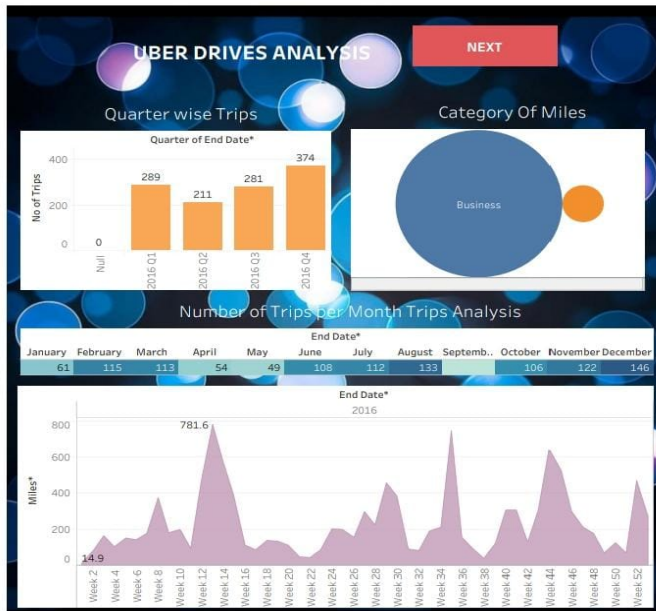 UBER DRIVES ANALYSIS
NEXT
Quarter wise Trips
Category Of Miles
Quarter of End Date*
No of Trips
400
200
0
0
289
211
281
374
Null
2016 Q1
2016 Q2
2016 Q3
2016 Q4
Business
Number of Trips per Month Trips Analysis
End Date*
January February March April May June July August Septemb.. October November December
61 115 113 54 49 108 112 133 106 122 146
End Date*
2016
Miles*
800
600
400
200
0
781.6
14.9
Week 2
Week 4
Week 6
Week 8
Week 10
Week 12
Week 14
Week 16
Week 18
Week 20
Week 22
Week 24
Week 26
Week 28
Week 30
Week 32
Week 34
Week 36
Week 38
Week 40
Week 42
Week 44
Week 46
Week 48
Week 50
Week 52